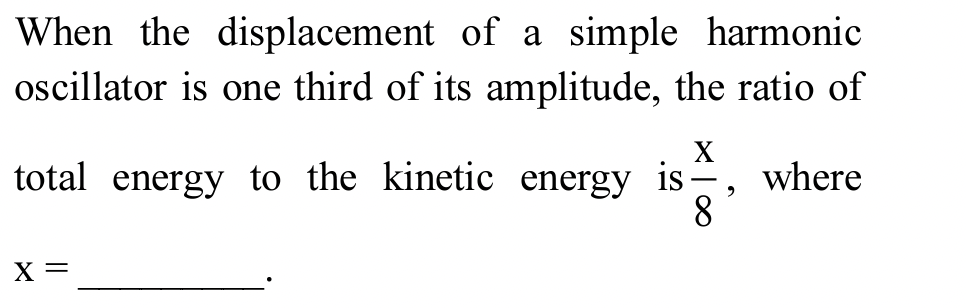 When the displacement of a simple harmonic
oscillator is one third of its amplitude, the ratio of
total energy to the kinetic energy is x/8, where
x = _________.